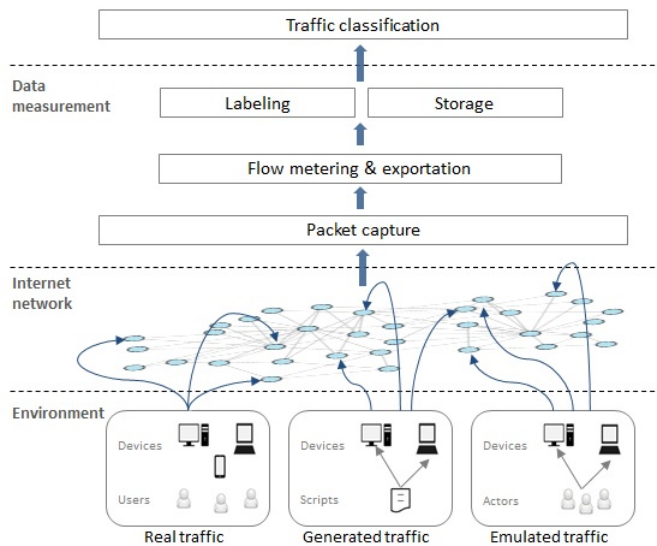 Traffic classification
Data
measurement
Labeling
Storage
Flow metering & exportation
Packet capture
Internet
network
Environment
Devices
Users
Real traffic
Devices
Scripts
Generated traffic
Devices
Actors
Emulated traffic